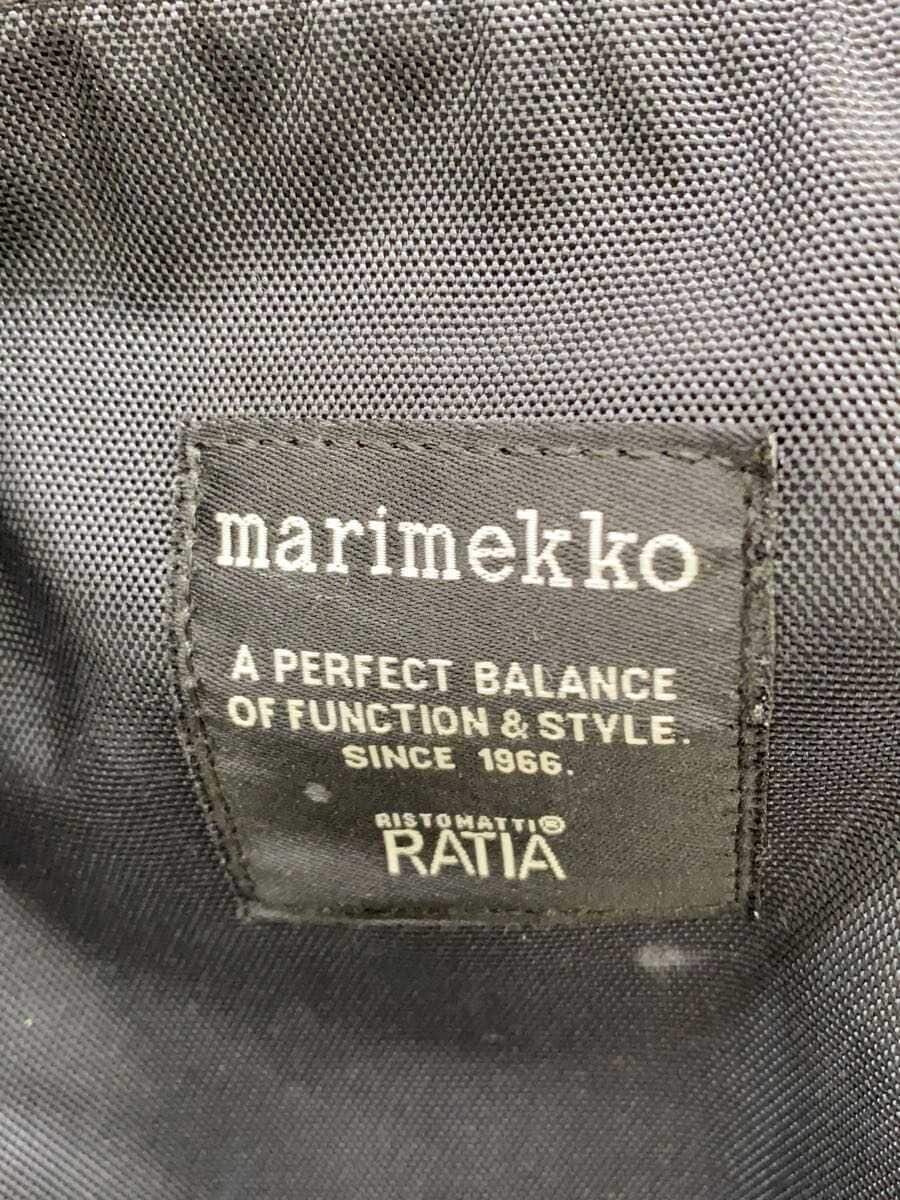 marimekko
A PERFECT BALANCE
OF FUNCTION & STYLE.
SINCE 1966.
RISTOMATTI®
RATIA